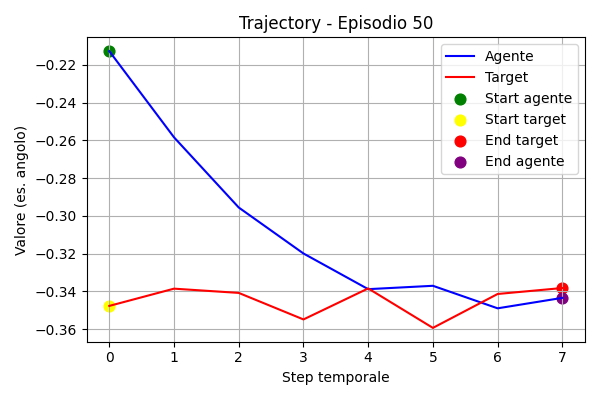 Trajectory - Episodio 50
Valore (es. angolo)
−0.22
−0.24
−0.26
−0.28
−0.30
−0.32
−0.34
−0.36
Agente
Target
Start agente
Start target
End target
End agente
0 1 2 3 4 5 6 7
Step temporale